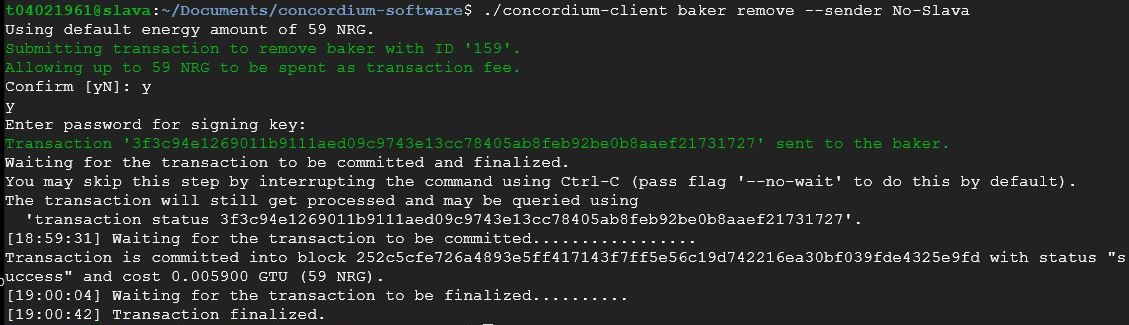 t04021961@slava:~/Documents/concordium-software$ ./concordium-client baker remove --sender No-Slava
Using default energy amount of 59 NRG.
Submitting transaction to remove baker with ID '159'.
Allowing up to 59 NRG to be spent as transaction fee.
Confirm [yN]: y
y
Enter password for signing key:
Transaction '3f3c94e1269011b9111aed09c9743e13cc78405ab8feb92be0b8aaef21731727' sent to the baker.
Waiting for the transaction to be committed and finalized.
You may skip this step by interrupting the command using Ctrl-C (pass flag '--no-wait' to do this by default).
The transaction will still get processed and may be queried using
  'transaction status 3f3c94e1269011b9111aed09c9743e13cc78405ab8feb92be0b8aaef21731727'.
[18:59:31] Waiting for the transaction to be committed.................
Transaction is committed into block 252c5cfe726a4893e5ff417143f7ff5e56c19d742216ea30bf039fde4325e9fd with status "s
uccess" and cost 0.005900 GTU (59 NRG).
[19:00:04] Waiting for the transaction to be finalized..........
[19:00:42] Transaction finalized.